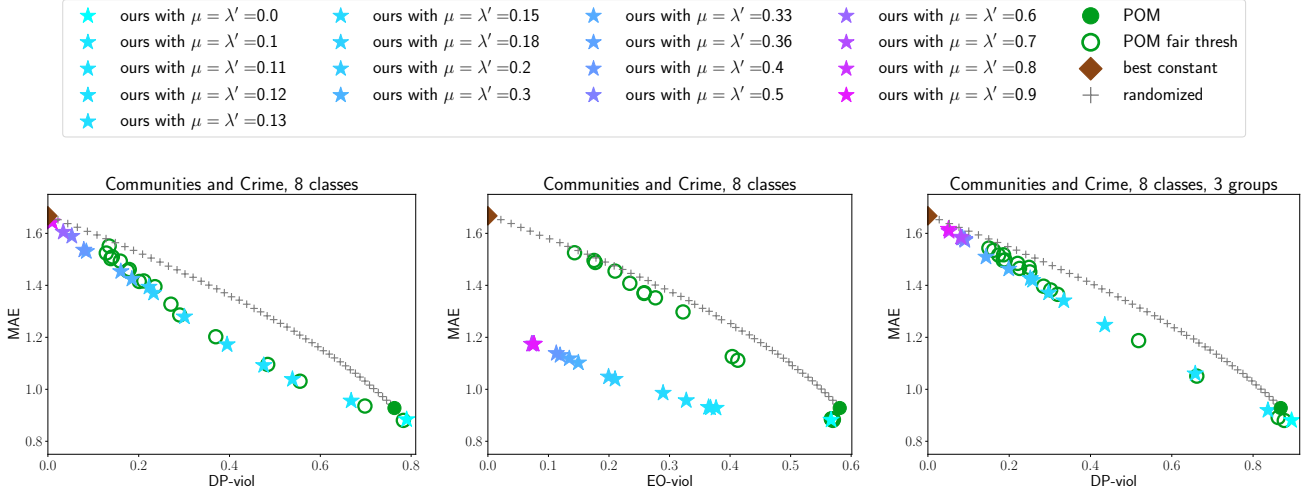 ours with μ = λ′ =0.0
ours with μ = λ′ =0.1
ours with μ = λ′ =0.11
ours with μ = λ′ =0.12
ours with μ = λ′ =0.13
ours with μ = λ′ =0.15
ours with μ = λ′ =0.18
ours with μ = λ′ =0.2
ours with μ = λ′ =0.3
ours with μ = λ′ =0.33
ours with μ = λ′ =0.36
ours with μ = λ′ =0.4
ours with μ = λ′ =0.5
ours with μ = λ′ =0.6
ours with μ = λ′ =0.7
ours with μ = λ′ =0.8
ours with μ = λ′ =0.9
POM
POM fair thresh
best constant
randomized
Communities and Crime, 8 classes
MAE
1.6
1.4
1.2
1.0
0.8
0.0 0.2 0.4 0.6 0.8
DP-viol
Communities and Crime, 8 classes
MAE
1.6
1.4
1.2
1.0
0.8
0.0 0.1 0.2 0.3 0.4 0.5 0.6
EO-viol
Communities and Crime, 8 classes, 3 groups
MAE
1.6
1.4
1.2
1.0
0.8
0.0 0.2 0.4 0.6 0.8
DP-viol